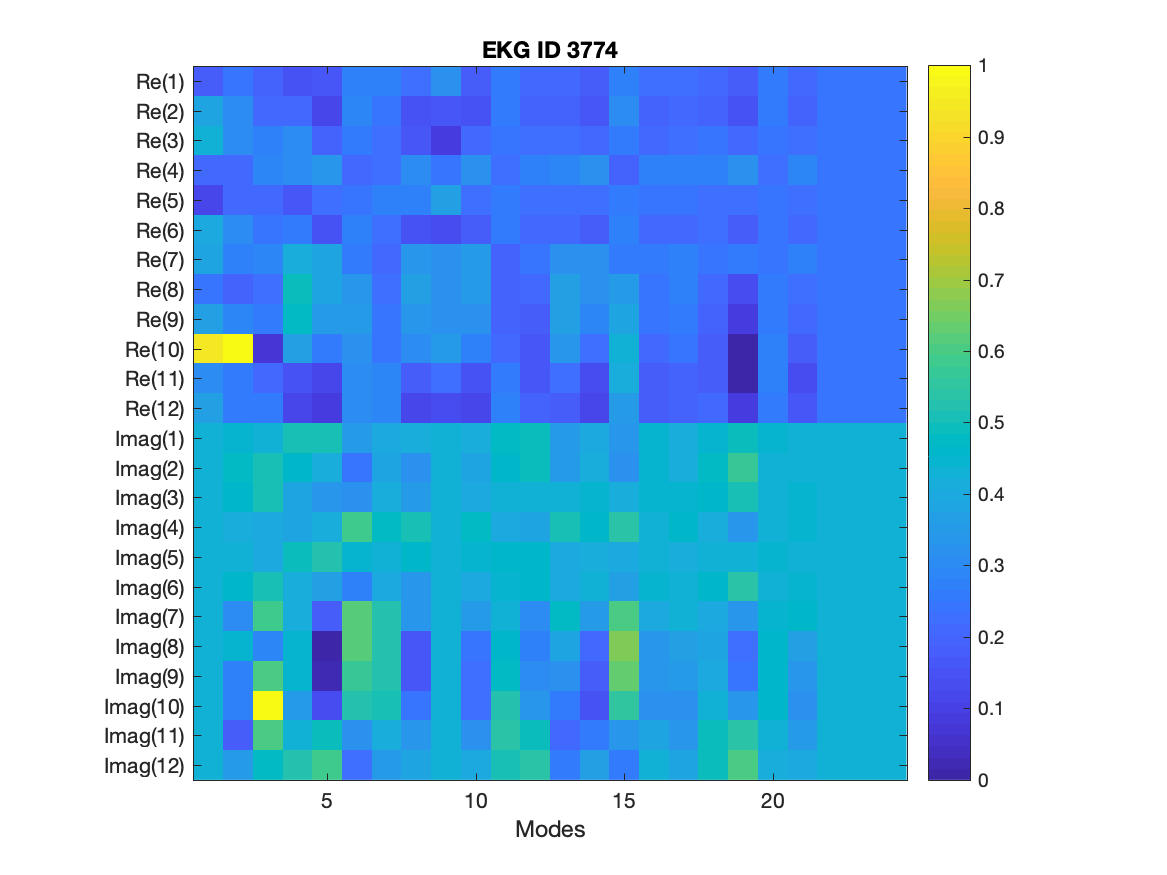 EKG ID 3774
Re(1)
Re(2)
Re(3)
Re(4)
Re(5)
Re(6)
Re(7)
Re(8)
Re(9)
Re(10)
Re(11)
Re(12)
Imag(1)
Imag(2)
Imag(3)
Imag(4)
Imag(5)
Imag(6)
Imag(7)
Imag(8)
Imag(9)
Imag(10)
Imag(11)
Imag(12)
5 10 15 20
Modes
1
0.9
0.8
0.7
0.6
0.5
0.4
0.3
0.2
0.1
0